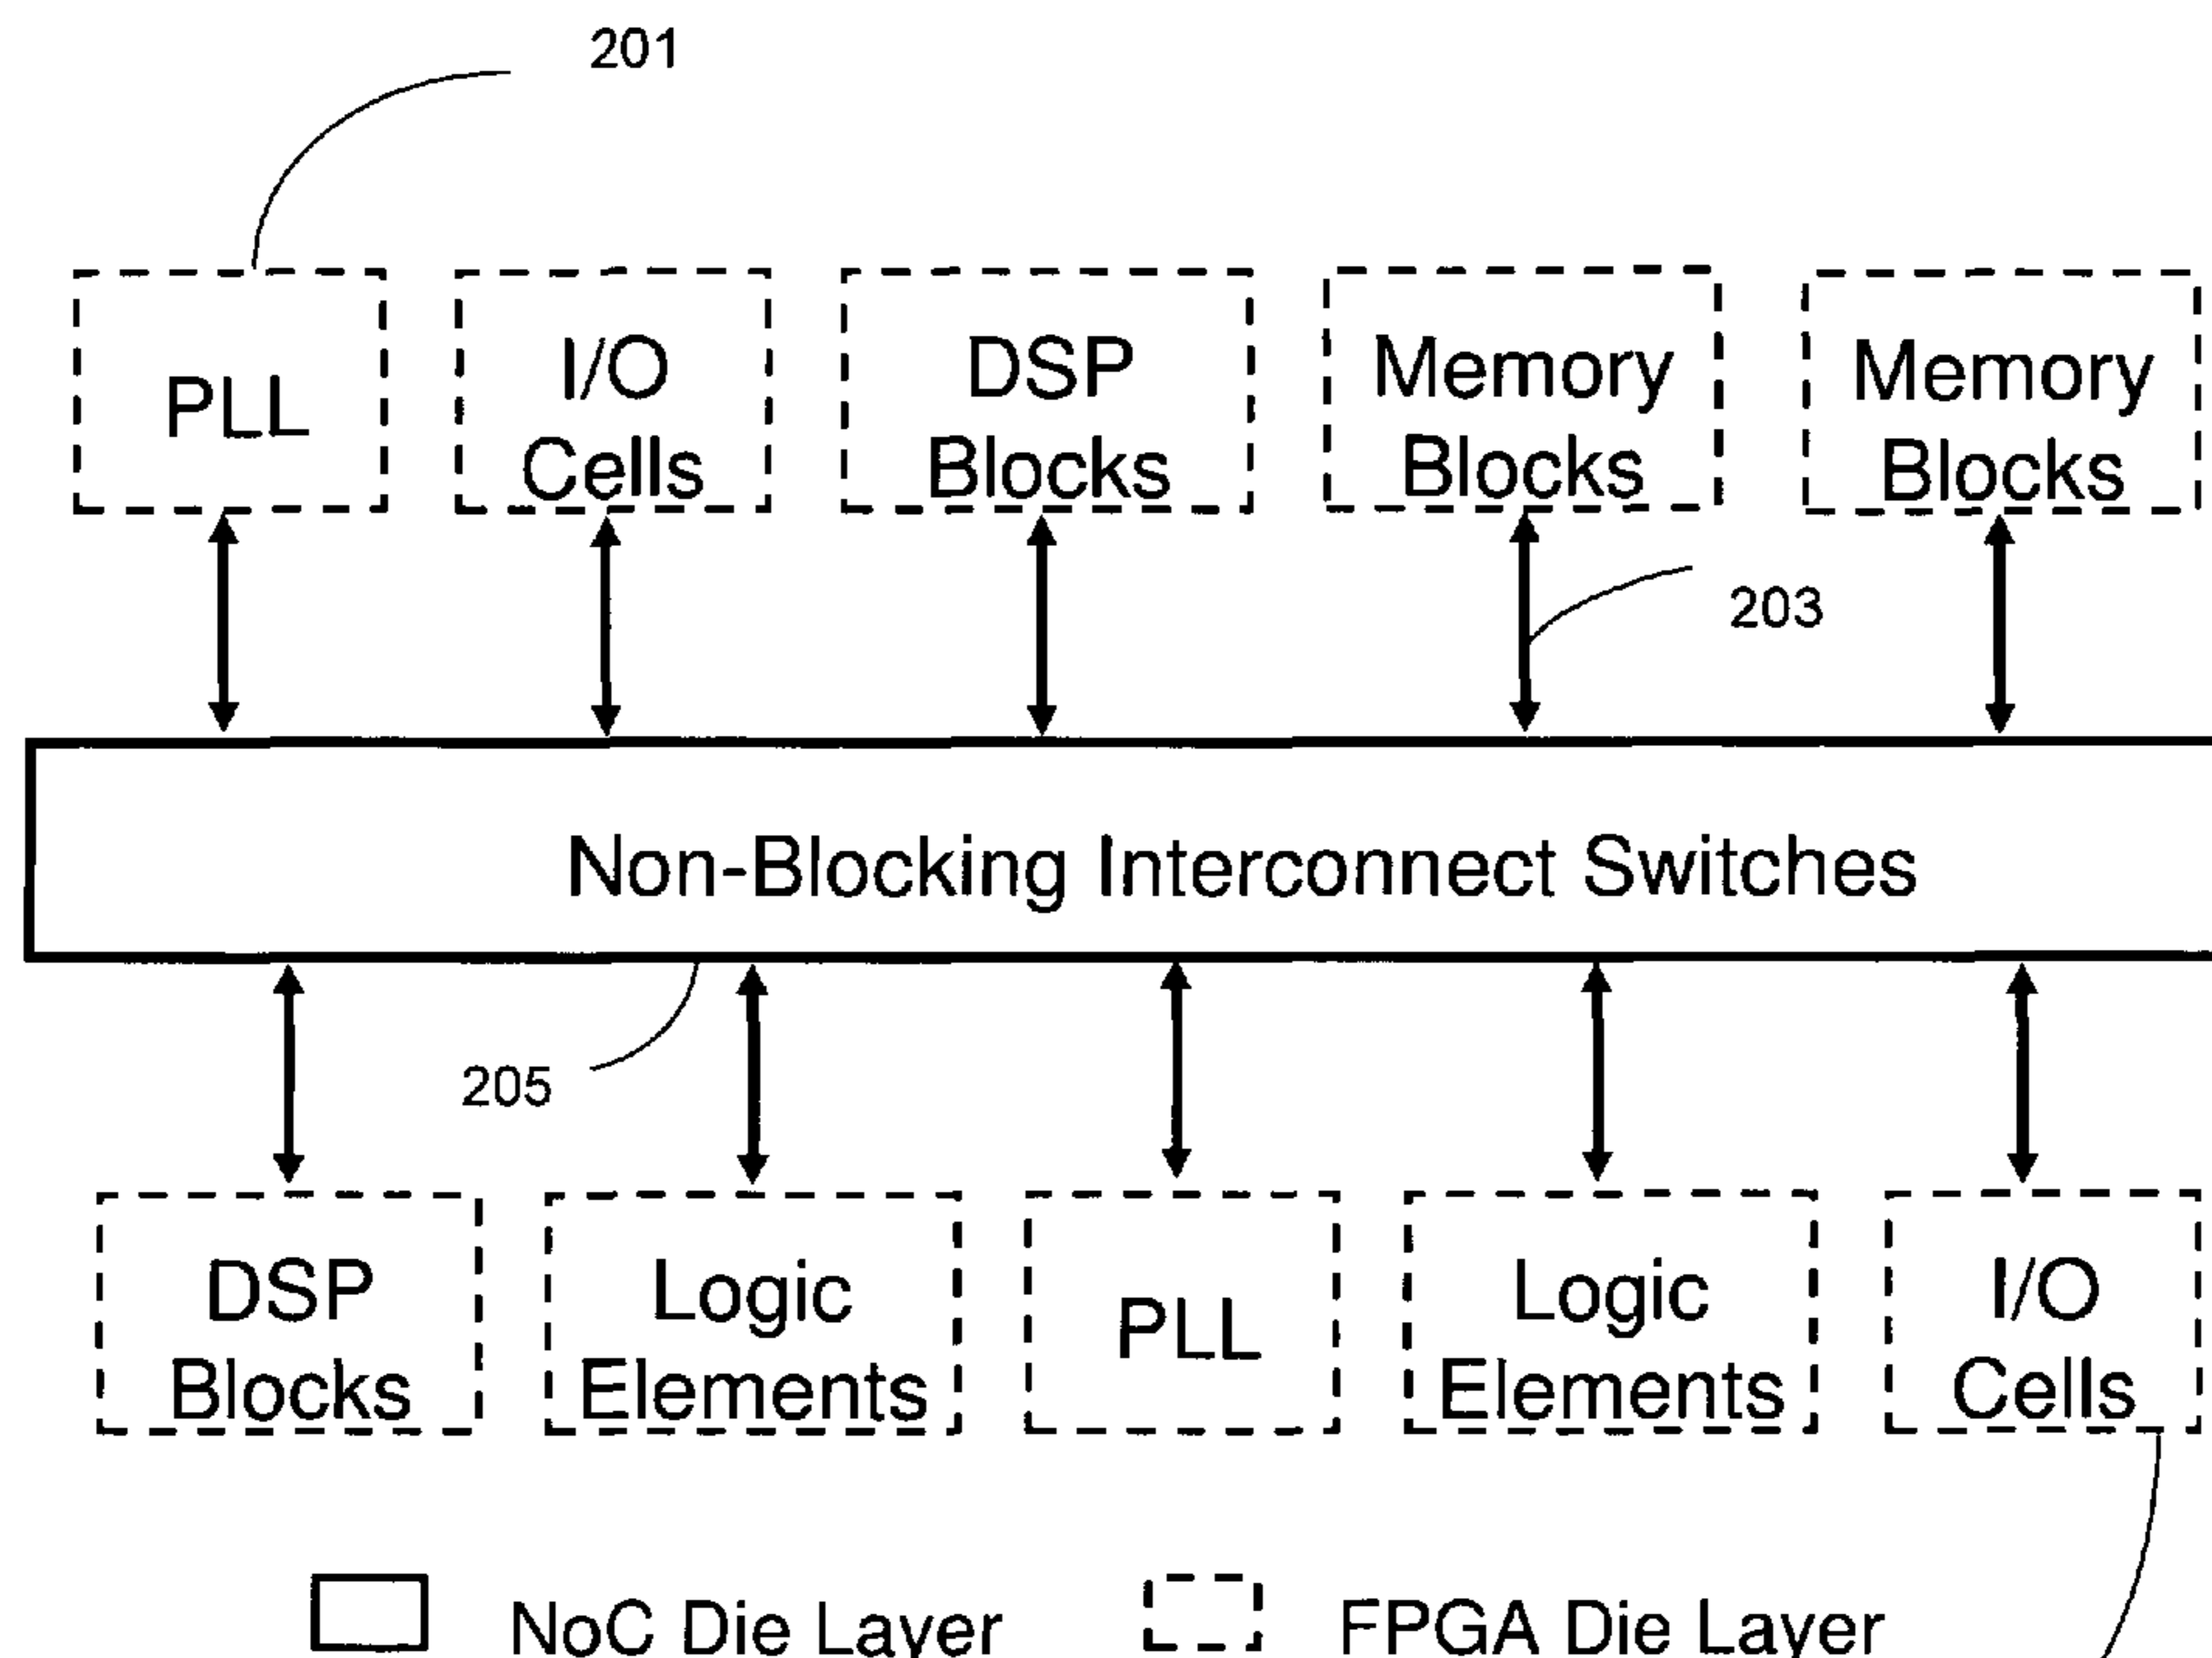 201
PLL
I/O
Cells
DSP
Blocks
Memory
Blocks
Memory
Blocks
203
Non-Blocking Interconnect Switches
205
DSP
Blocks
Logic
Elements
PLL
Logic
Elements
I/O
Cells
NoC Die Layer
FPGA Die Layer